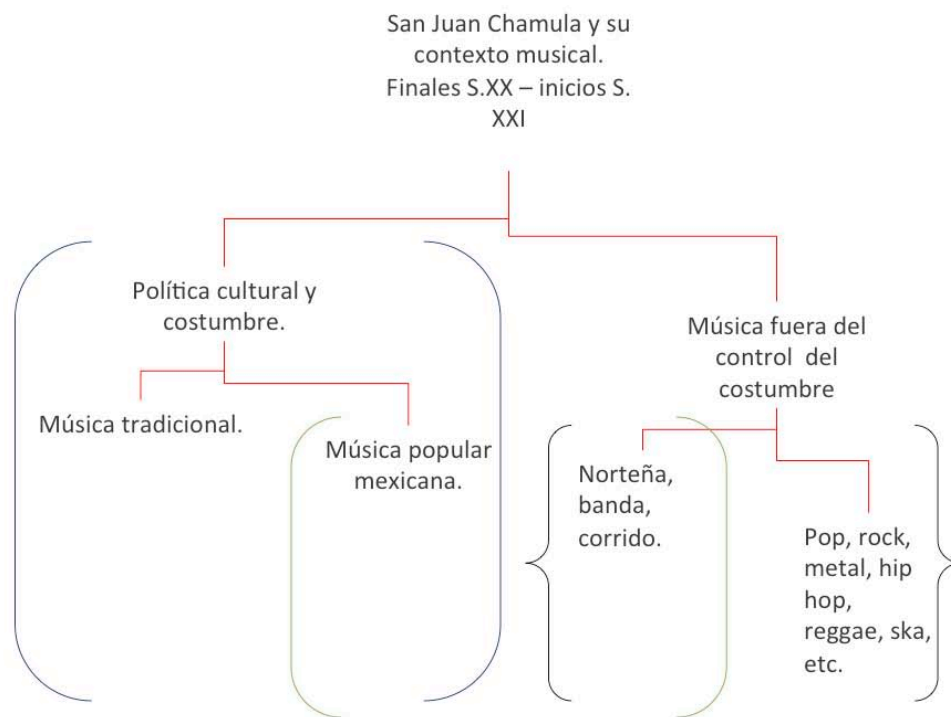 San Juan Chamula y su
contexto musical.
Finales S.XX – inicios S.
XXI
Política cultural y
costumbre.
Música fuera del
control del
costumbre
Música tradicional.
Música popular
mexicana.
Norteña,
banda,
corrido.
Pop, rock,
metal, hip
hop,
reggae, ska,
etc.